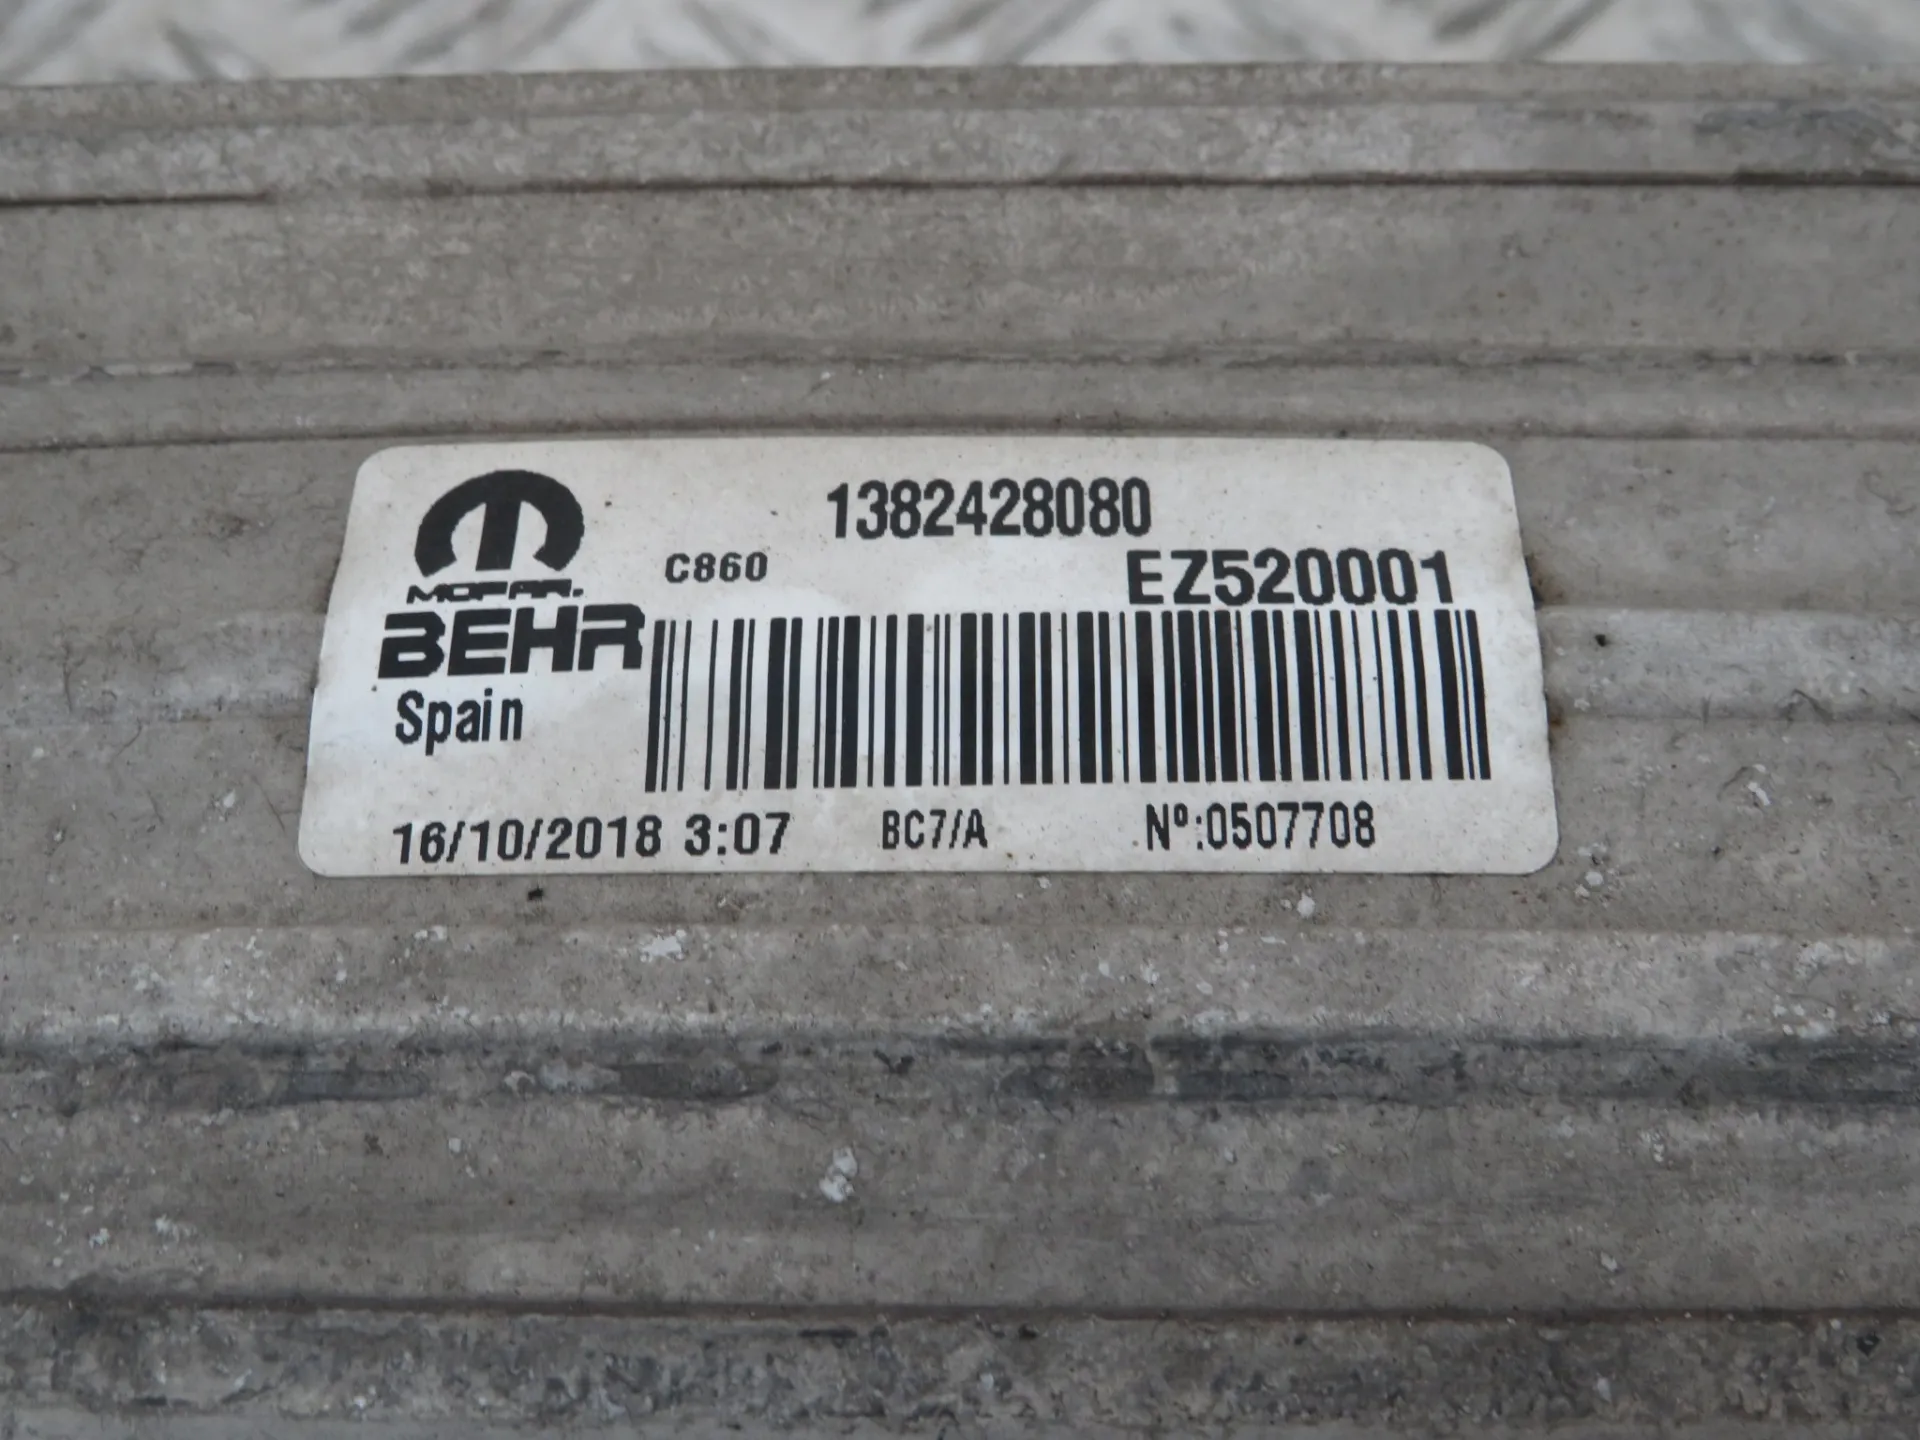 1382428080
C860
EZ520001
MOPAR.
BEHR
Spain
16/10/2018 3:07 BC7/A Nº:0507708